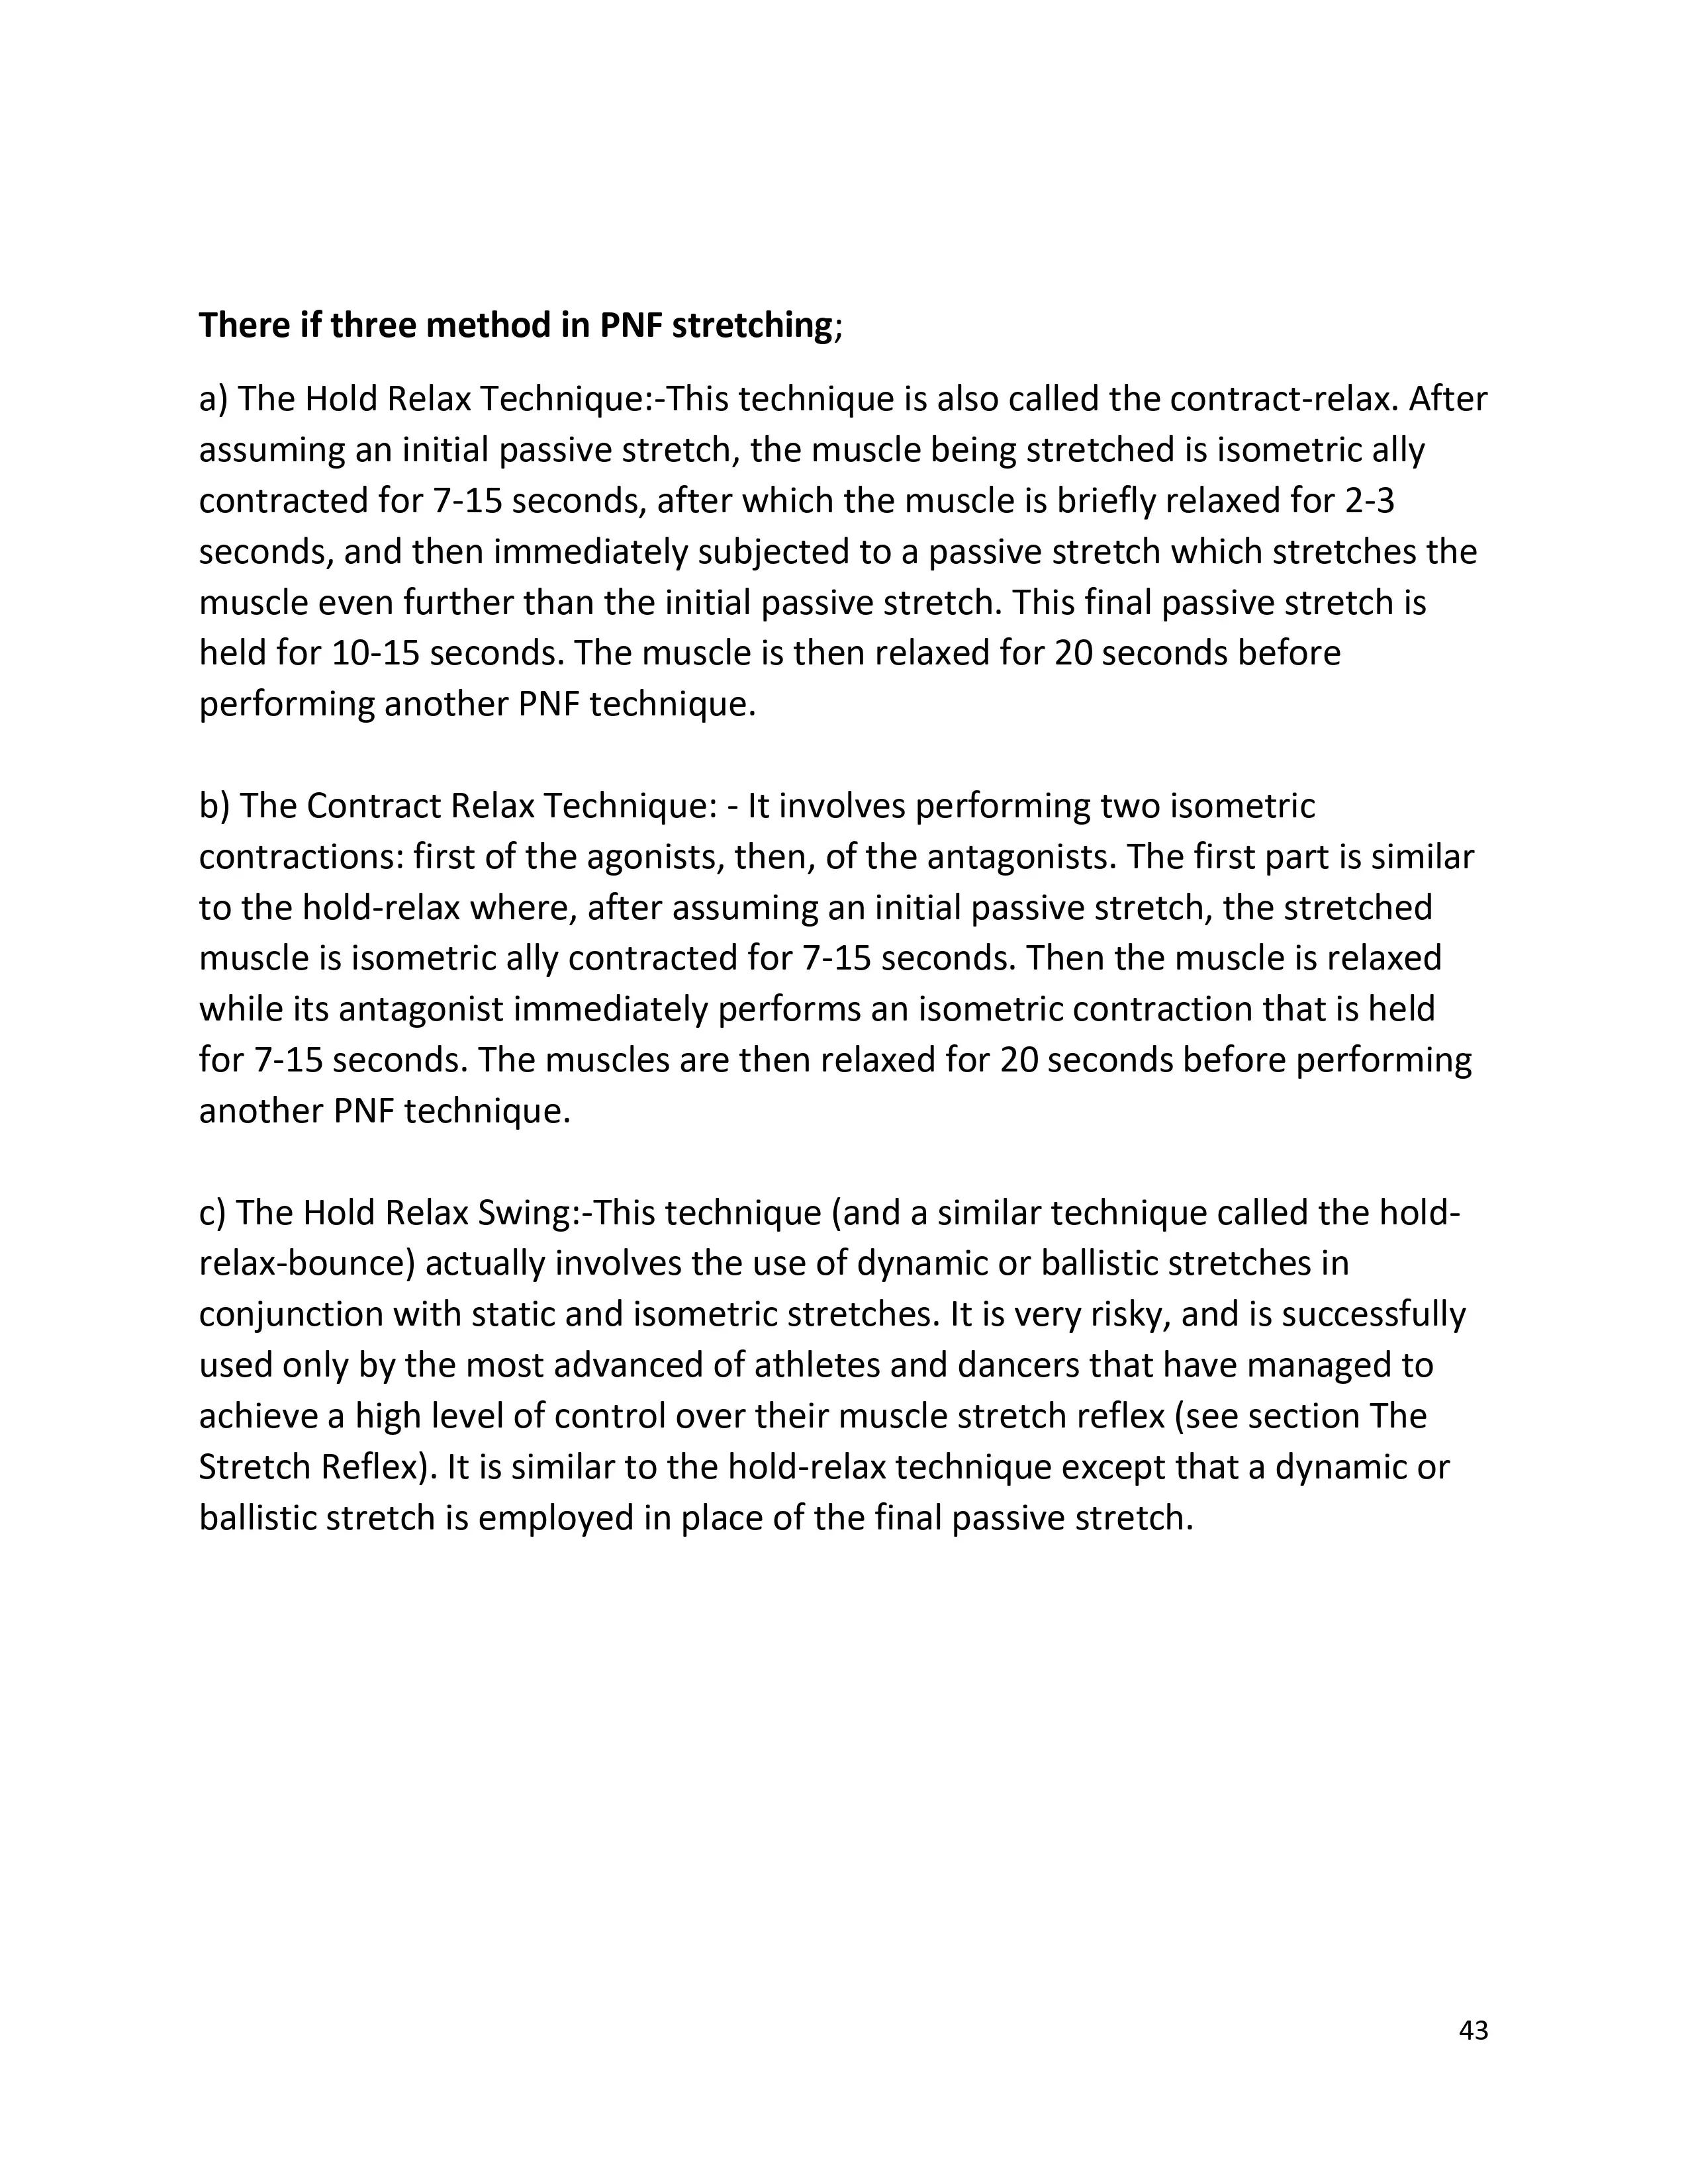 There if three method in PNF stretching;
a) The Hold Relax Technique:-This technique is also called the contract-relax. After
assuming an initial passive stretch, the muscle being stretched is isometric ally
contracted for 7-15 seconds, after which the muscle is briefly relaxed for 2-3
seconds, and then immediately subjected to a passive stretch which stretches the
muscle even further than the initial passive stretch. This final passive stretch is
held for 10-15 seconds. The muscle is then relaxed for 20 seconds before
performing another PNF technique.
b) The Contract Relax Technique: - It involves performing two isometric
contractions: first of the agonists, then, of the antagonists. The first part is similar
to the hold-relax where, after assuming an initial passive stretch, the stretched
muscle is isometric ally contracted for 7-15 seconds. Then the muscle is relaxed
while its antagonist immediately performs an isometric contraction that is held
for 7-15 seconds. The muscles are then relaxed for 20 seconds before performing
another PNF technique.
c) The Hold Relax Swing:-This technique (and a similar technique called the hold-
relax-bounce) actually involves the use of dynamic or ballistic stretches in
conjunction with static and isometric stretches. It is very risky, and is successfully
used only by the most advanced of athletes and dancers that have managed to
achieve a high level of control over their muscle stretch reflex (see section The
Stretch Reflex). It is similar to the hold-relax technique except that a dynamic or
ballistic stretch is employed in place of the final passive stretch.
43